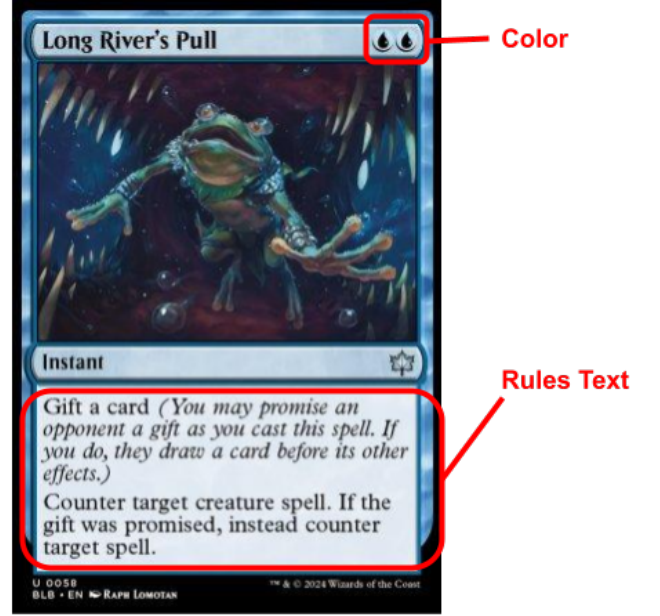 Long River's Pull
Color
Instant
Rules Text
Gift a card (You may promise an
opponent a gift as you cast this spell. If
you do, they draw a card before its other
effects.)
Counter target creature spell. If the
gift was promised, instead counter
target spell.
U 0058
BLB • EN Raph Lomotan
™ & © 2024 Wizards of the Coast